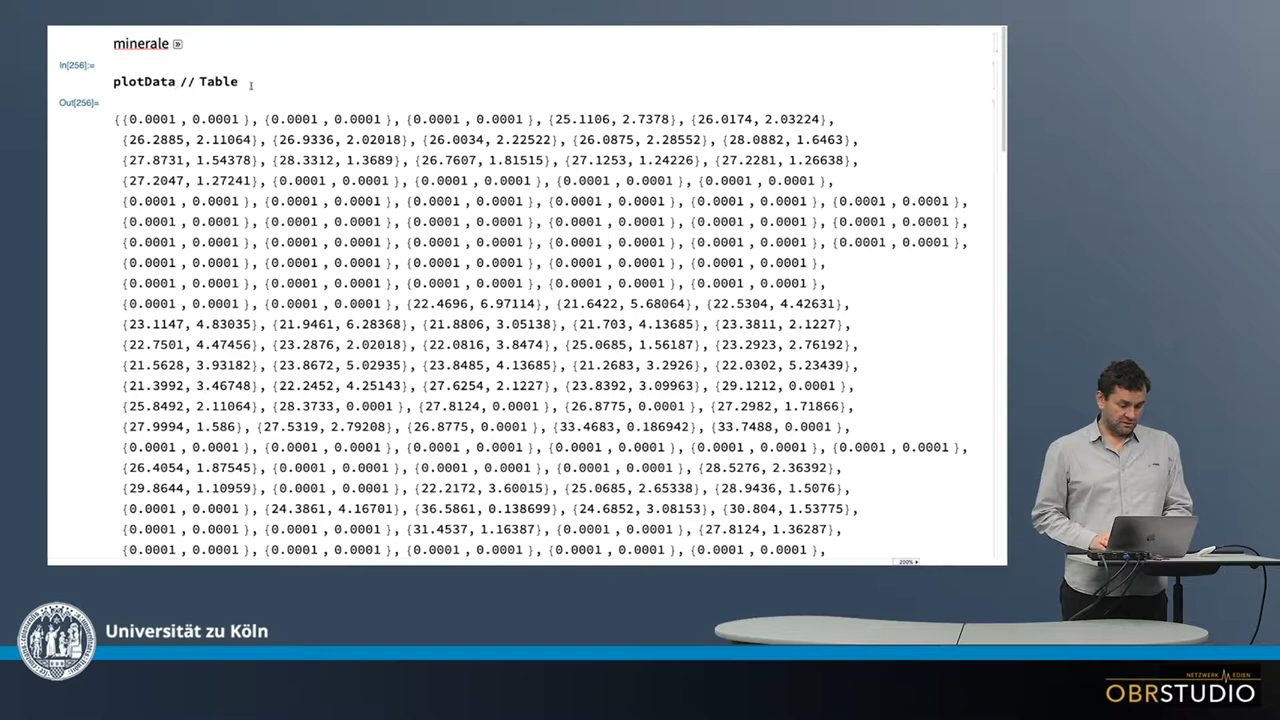 minerale
In[256]:=
plotData // Table
Out[256]=
{{0.0001 , 0.0001 }, {0.0001 , 0.0001 }, {0.0001 , 0.0001 }, {25.1106, 2.7378}, {26.0174, 2.03224},
{26.2885, 2.11064}, {26.9336, 2.02018}, {26.0034, 2.22522}, {26.0875, 2.28552}, {28.0882, 1.6463},
{27.8731, 1.54378}, {28.3312, 1.3689}, {26.7607, 1.81515}, {27.1253, 1.24226}, {27.2281, 1.26638},
{27.2047, 1.27241}, {0.0001 , 0.0001 }, {0.0001 , 0.0001 }, {0.0001 , 0.0001 }, {0.0001 , 0.0001 },
{0.0001 , 0.0001 }, {0.0001 , 0.0001 }, {0.0001 , 0.0001 }, {0.0001 , 0.0001 }, {0.0001 , 0.0001 }, {0.0001 , 0.0001 },
{0.0001 , 0.0001 }, {0.0001 , 0.0001 }, {0.0001 , 0.0001 }, {0.0001 , 0.0001 }, {0.0001 , 0.0001 }, {0.0001 , 0.0001 },
{0.0001 , 0.0001 }, {0.0001 , 0.0001 }, {0.0001 , 0.0001 }, {0.0001 , 0.0001 }, {0.0001 , 0.0001 }, {0.0001 , 0.0001 },
{0.0001 , 0.0001 }, {0.0001 , 0.0001 }, {0.0001 , 0.0001 }, {0.0001 , 0.0001 }, {0.0001 , 0.0001 },
{0.0001 , 0.0001 }, {0.0001 , 0.0001 }, {0.0001 , 0.0001 }, {0.0001 , 0.0001 }, {0.0001 , 0.0001 },
{0.0001 , 0.0001 }, {0.0001 , 0.0001 }, {22.4696, 6.97114}, {21.6422, 5.68064}, {22.5304, 4.42631},
{23.1147, 4.83035}, {21.9461, 6.28368}, {21.8806, 3.05138}, {21.703, 4.13685}, {23.3811, 2.1227},
{22.7501, 4.47456}, {23.2876, 2.02018}, {22.0816, 3.8474}, {25.0685, 1.56187}, {23.2923, 2.76192},
{21.5628, 3.93182}, {23.8672, 5.02935}, {23.8485, 4.13685}, {21.2683, 3.2926}, {22.0302, 5.23439},
{21.3992, 3.46748}, {22.2452, 4.25143}, {27.6254, 2.1227}, {23.8392, 3.09963}, {29.1212, 0.0001 },
{25.8492, 2.11064}, {28.3733, 0.0001 }, {27.8124, 0.0001 }, {26.8775, 0.0001 }, {27.2982, 1.71866},
{27.9994, 1.586}, {27.5319, 2.79208}, {25.8775, 0.0001 }, {33.4683, 0.186942}, {33.7488, 0.0001 },
{0.0001 , 0.0001 }, {0.0001 , 0.0001 }, {0.0001 , 0.0001 }, {0.0001 , 0.0001 }, {0.0001 , 0.0001 }, {0.0001 , 0.0001 },
{26.4054, 1.87545}, {0.0001 , 0.0001 }, {0.0001 , 0.0001 }, {0.0001 , 0.0001 }, {28.5276, 2.36392},
{29.8644, 1.10959}, {0.0001 , 0.0001 }, {22.2172, 3.60015}, {25.0685, 2.65338}, {28.9436, 1.5076},
{0.0001 , 0.0001 }, {24.3861, 4.16701}, {36.5861, 0.138699}, {24.6852, 3.08153}, {30.804, 1.53775},
{0.0001 , 0.0001 }, {0.0001 , 0.0001 }, {31.4537, 1.16387}, {0.0001 , 0.0001 }, {27.8124, 1.36287},
{0.0001 , 0.0001 }, {0.0001 , 0.0001 }, {0.0001 , 0.0001 }, {0.0001 , 0.0001 }, {0.0001 , 0.0001 },
200%
Universität zu Köln
NETZWERK MEDIEN
OBRSTUDIO